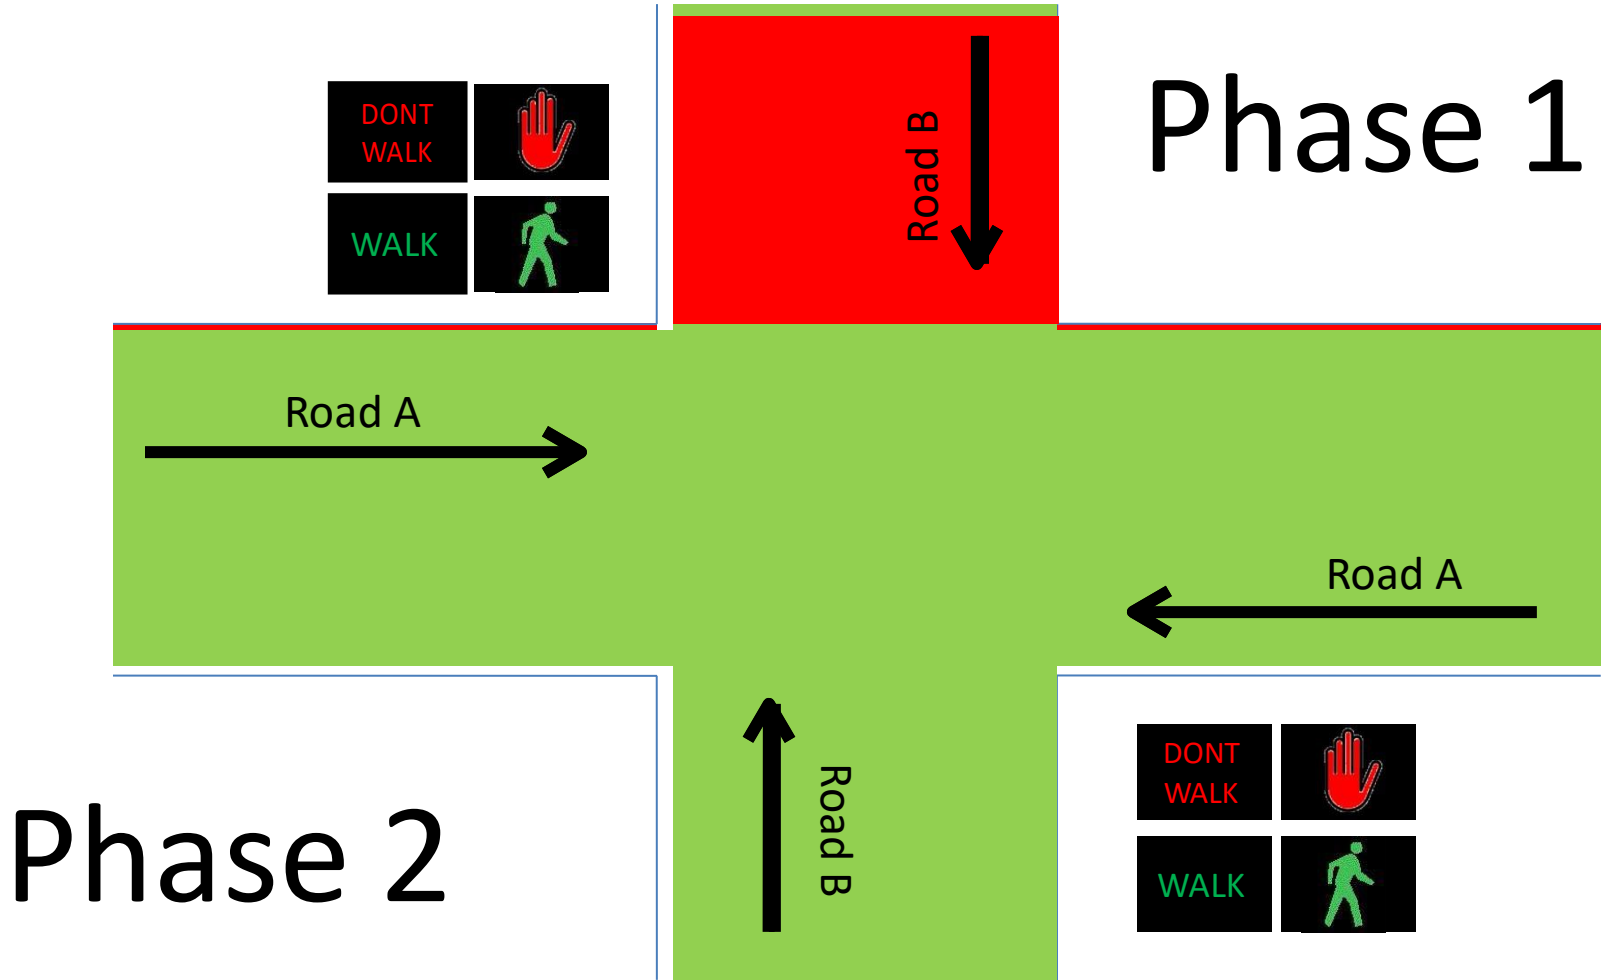 Phase 1
DONT
WALK
WALK
Road B
Road A
Road A
Phase 2
Road B
DONT
WALK
WALK